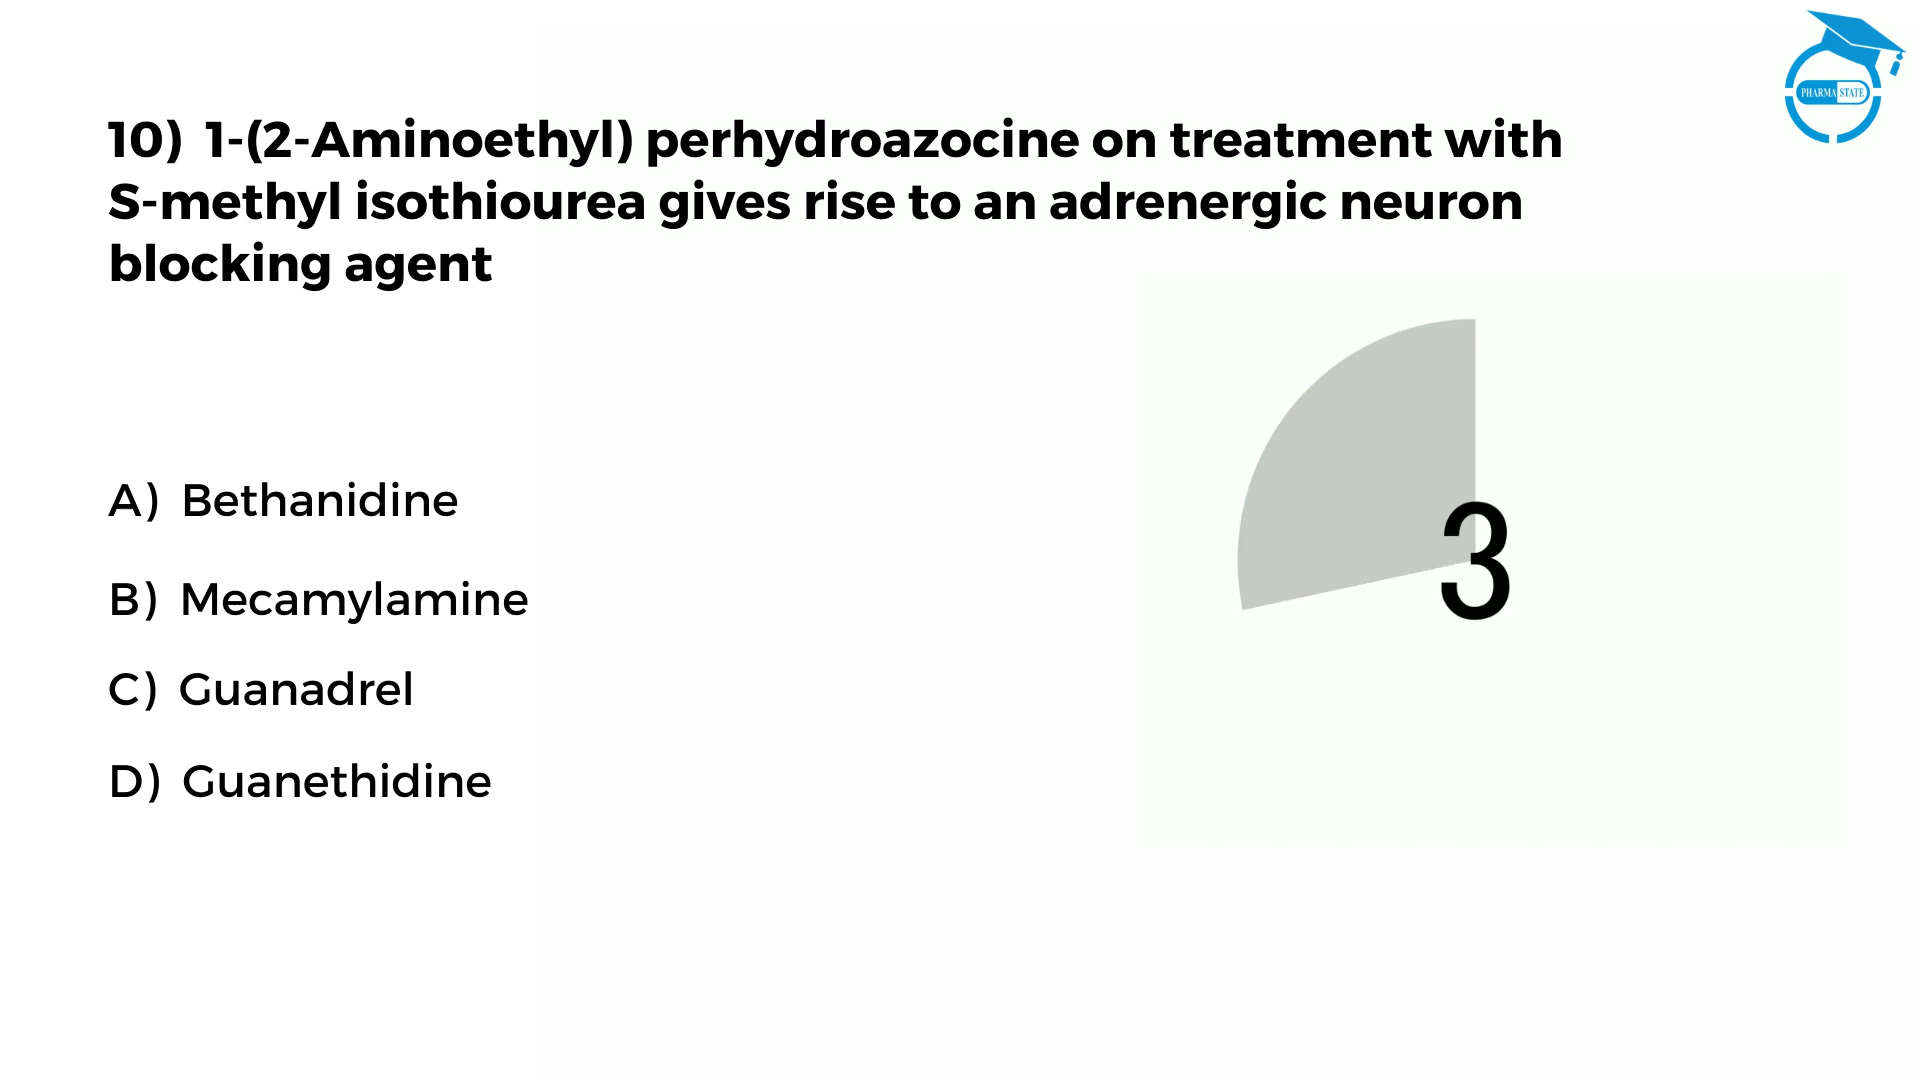 PHARMA STATE
10) 1-(2-Aminoethyl) perhydroazocine on treatment with
S-methyl isothiourea gives rise to an adrenergic neuron
blocking agent
3
A) Bethanidine
B) Mecamylamine
C) Guanadrel
D) Guanethidine